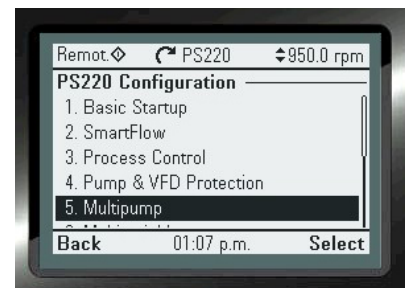 Remot. PS220 950.0 rpm
PS220 Configuration
1. Basic Startup
2. SmartFlow
3. Process Control
4. Pump & VFD Protection
5. Multipump
Back 01:07 p.m. Select